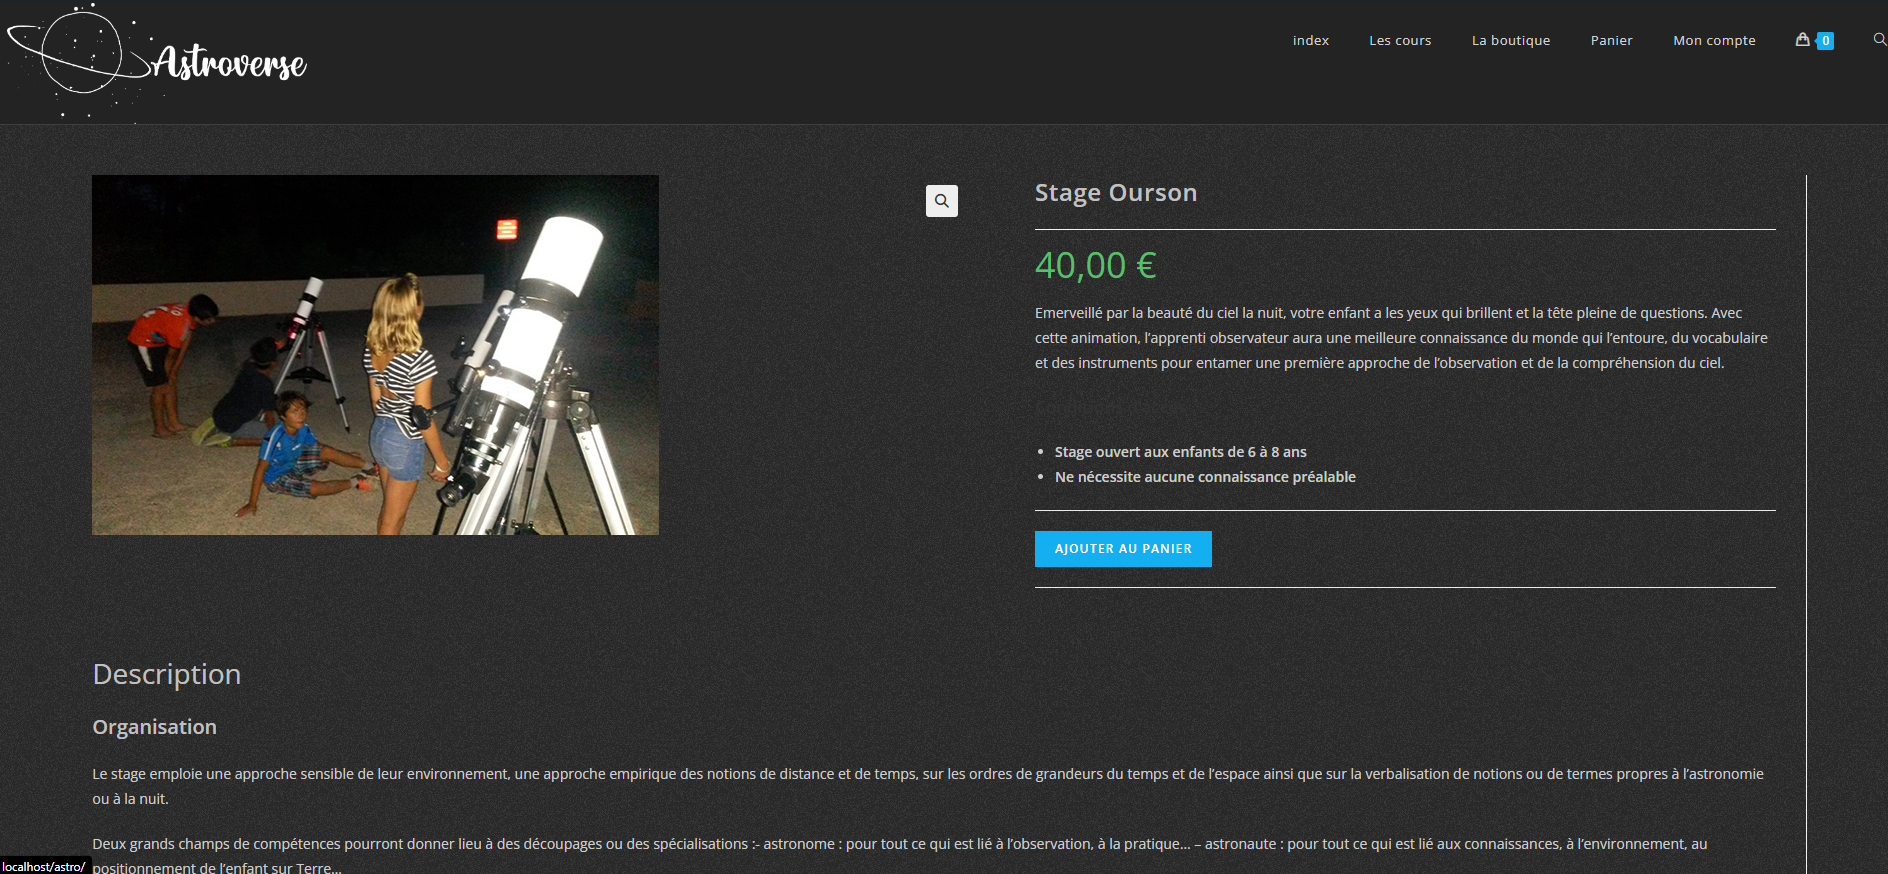 Astroverse
index Les cours La boutique Panier Mon compte 0
Stage Ourson
40,00 €
Emerveillé par la beauté du ciel la nuit, votre enfant a les yeux qui brillent et la tête pleine de questions. Avec
cette animation, l’apprenti observateur aura une meilleure connaissance du monde qui l’entoure, du vocabulaire
et des instruments pour entamer une première approche de l’observation et de la compréhension du ciel.
• Stage ouvert aux enfants de 6 à 8 ans
• Ne nécessite aucune connaissance préalable
AJOUTER AU PANIER
Description
Organisation
Le stage emploie une approche sensible de leur environnement, une approche empirique des notions de distance et de temps, sur les ordres de grandeurs du temps et de l’espace ainsi que sur la verbalisation de notions ou de termes propres à l’astronomie
ou à la nuit.
Deux grands champs de compétences pourront donner lieu à des découpages ou des spécialisations :- astronome : pour tout ce qui est lié à l’observation, à la pratique… – astronaute : pour tout ce qui est lié aux connaissances, à l’environnement, au
positionnement de l’enfant sur Terre…
localhost/astro/